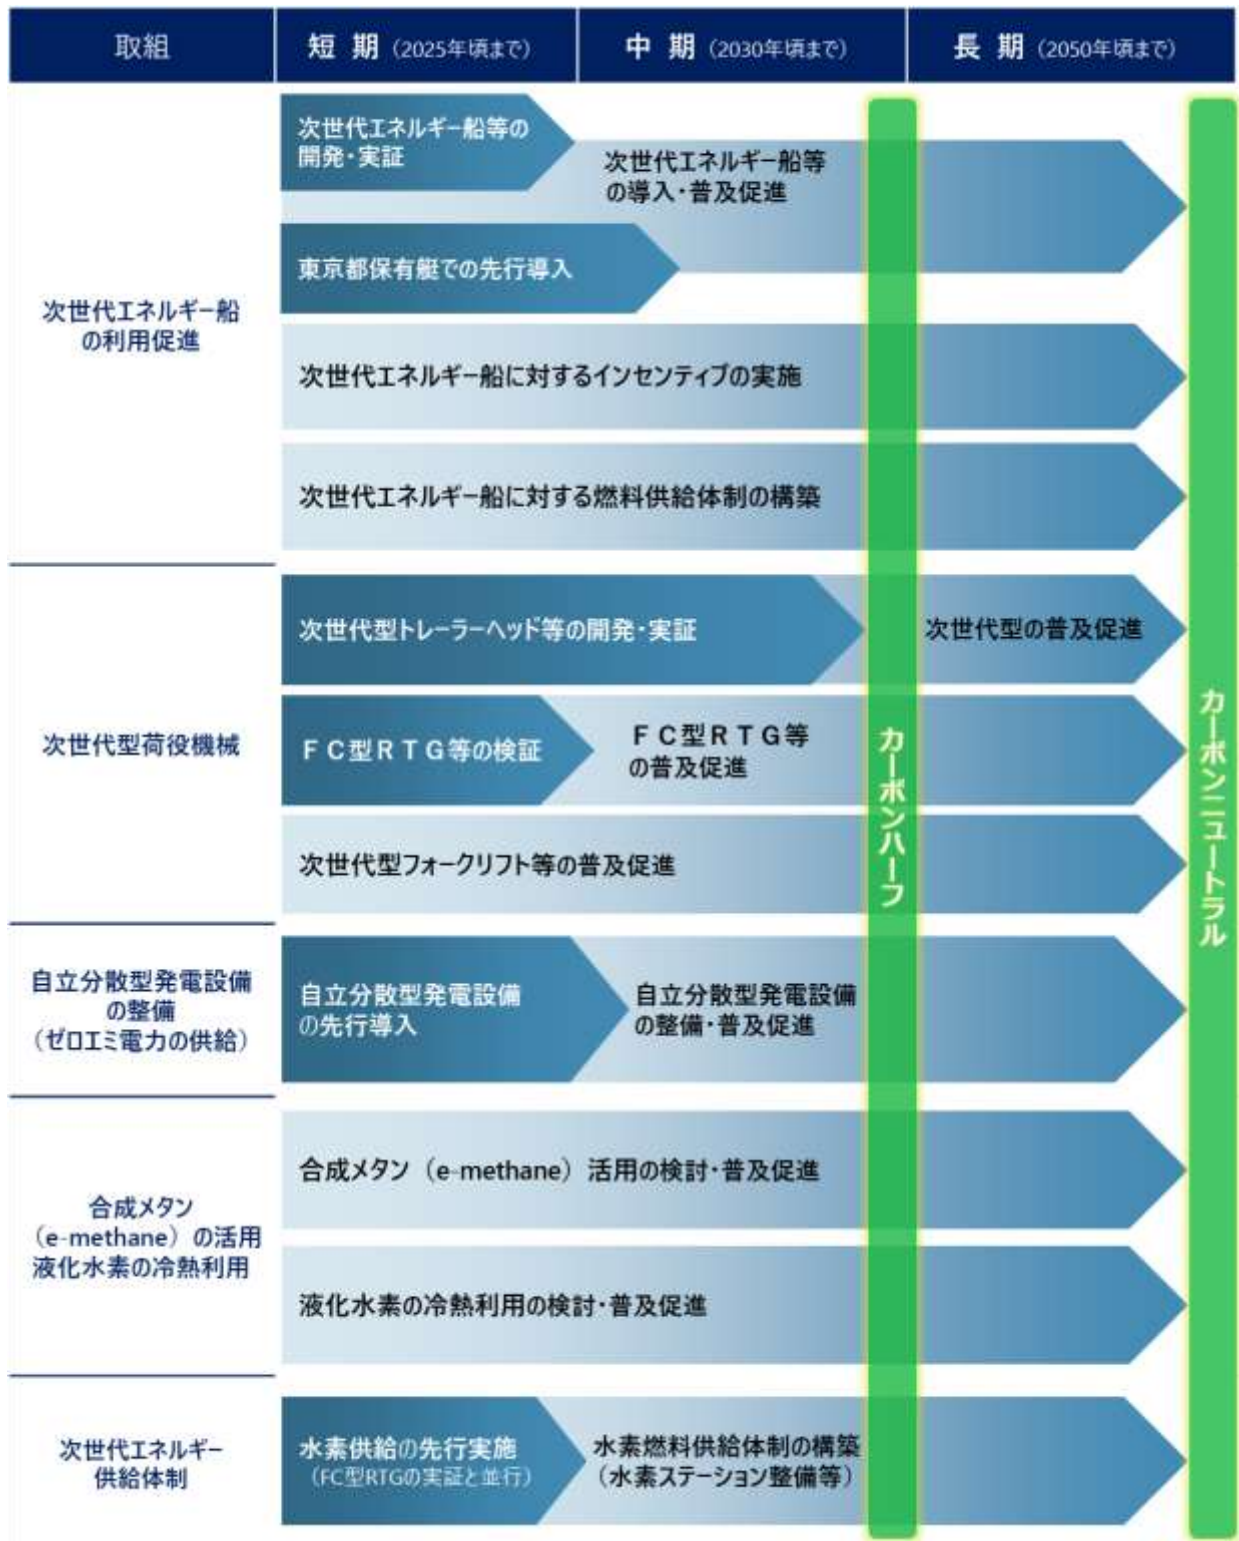 取組
短 期（2025年頃まで）
中 期（2030年頃まで）
長 期（2050年頃まで）
次世代エネルギー船
の利用促進
次世代エネルギー船等の
開発・実証
次世代エネルギー船等
の導入・普及促進
東京都保有艇での先行導入
次世代エネルギー船に対するインセンティブの実施
次世代エネルギー船に対する燃料供給体制の構築
次世代型荷役機械
次世代型トレーラーヘッド等の開発・実証
次世代型の普及促進
ＦＣ型ＲＴＧ等の検証
ＦＣ型ＲＴＧ等
の普及促進
次世代型フォークリフト等の普及促進
自立分散型発電設備
の整備
（ゼロエミ電力の供給）
自立分散型発電設備
の先行導入
自立分散型発電設備
の整備・普及促進
合成メタン
（e-methane）の活用
液化水素の冷熱利用
合成メタン（e-methane）活用の検討・普及促進
液化水素の冷熱利用の検討・普及促進
次世代エネルギー
供給体制
水素供給の先行実施
（FC型RTGの実証と並行）
水素燃料供給体制の構築
（水素ステーション整備等）
カーボンハーフ
カーボンニュートラル